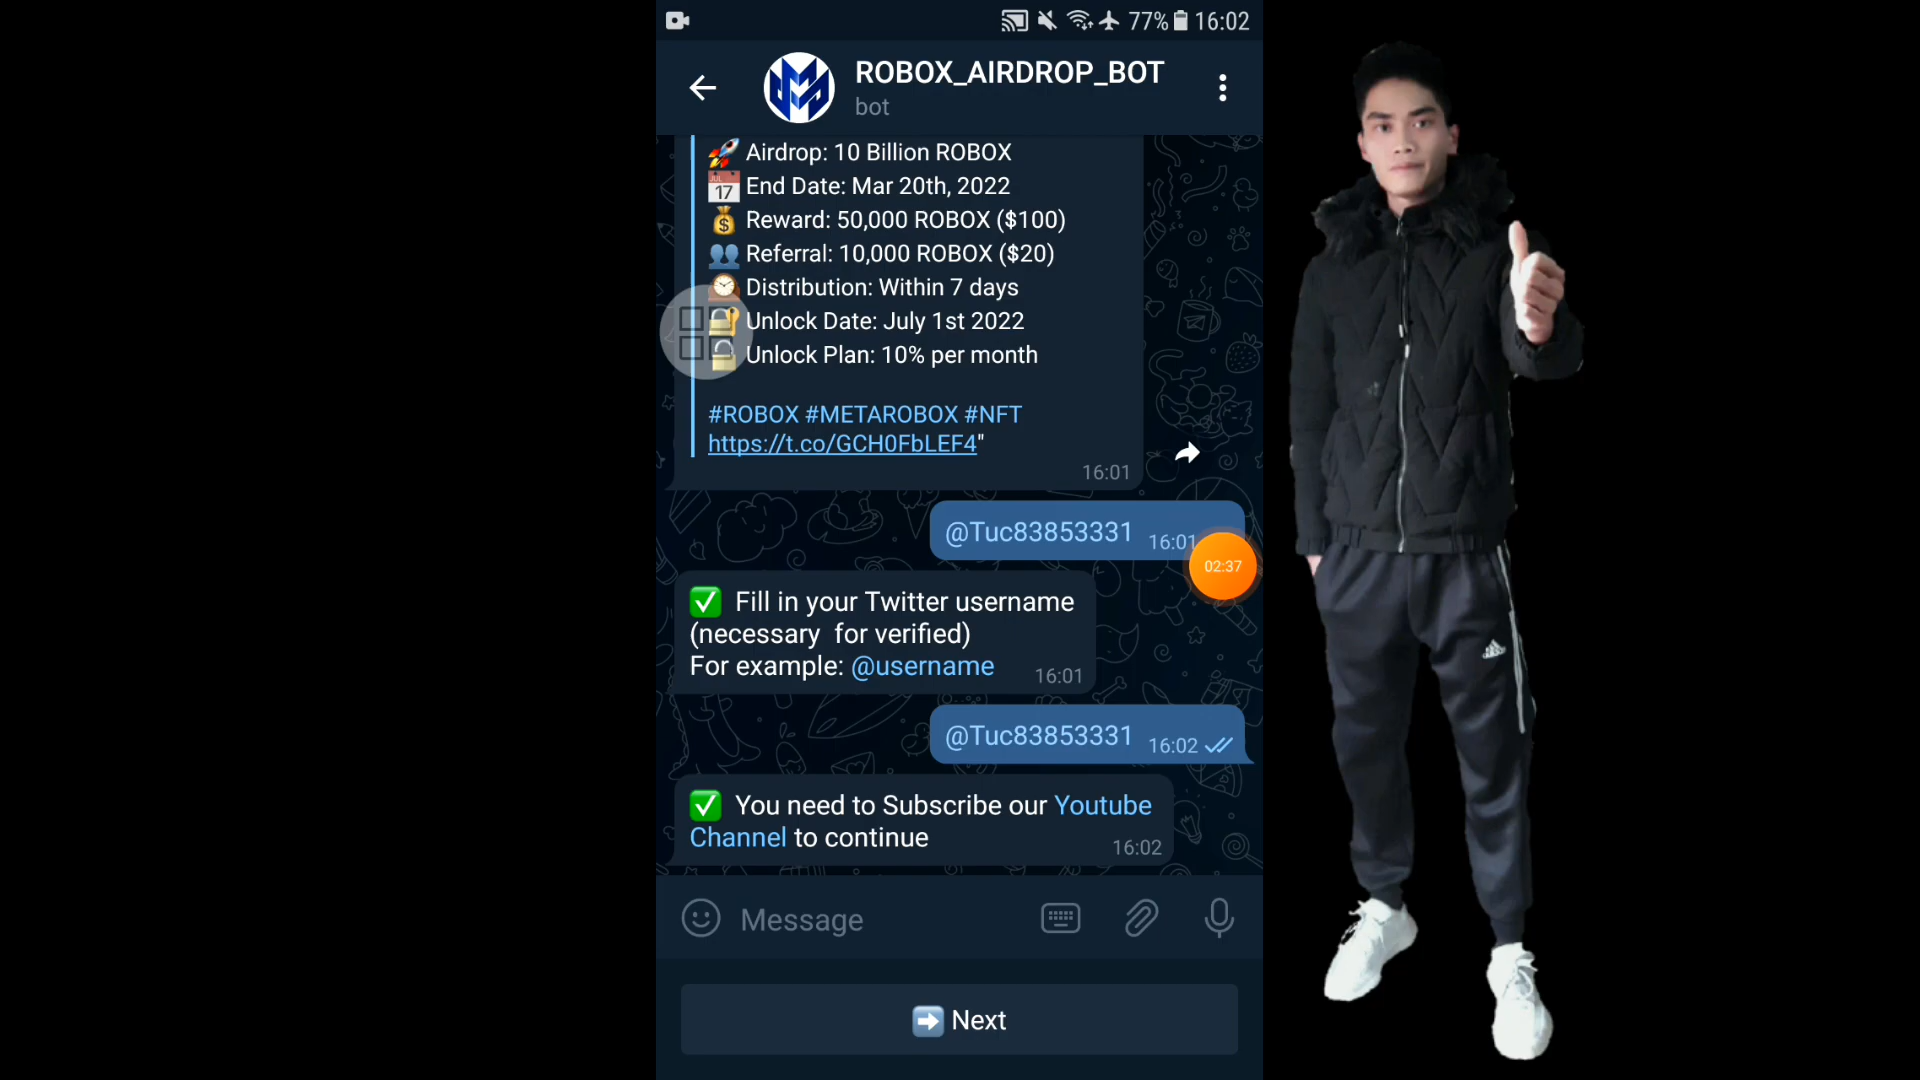 77% 16:02
ROBOX_AIRDROP_BOT
bot
🚀 Airdrop: 10 Billion ROBOX
📅 End Date: Mar 20th, 2022
💰 Reward: 50,000 ROBOX ($100)
👥 Referral: 10,000 ROBOX ($20)
🕰 Distribution: Within 7 days
🔐 Unlock Date: July 1st 2022
🔓 Unlock Plan: 10% per month
#ROBOX #METAROBOX #NFT
https://t.co/GCH0FbLEF4"
16:01
@Tuc83853331 16:01
02:37
✅ Fill in your Twitter username
(necessary for verified)
For example: @username 16:01
@Tuc83853331 16:02
✅ You need to Subscribe our Youtube
Channel to continue 16:02
Message
➡️ Next